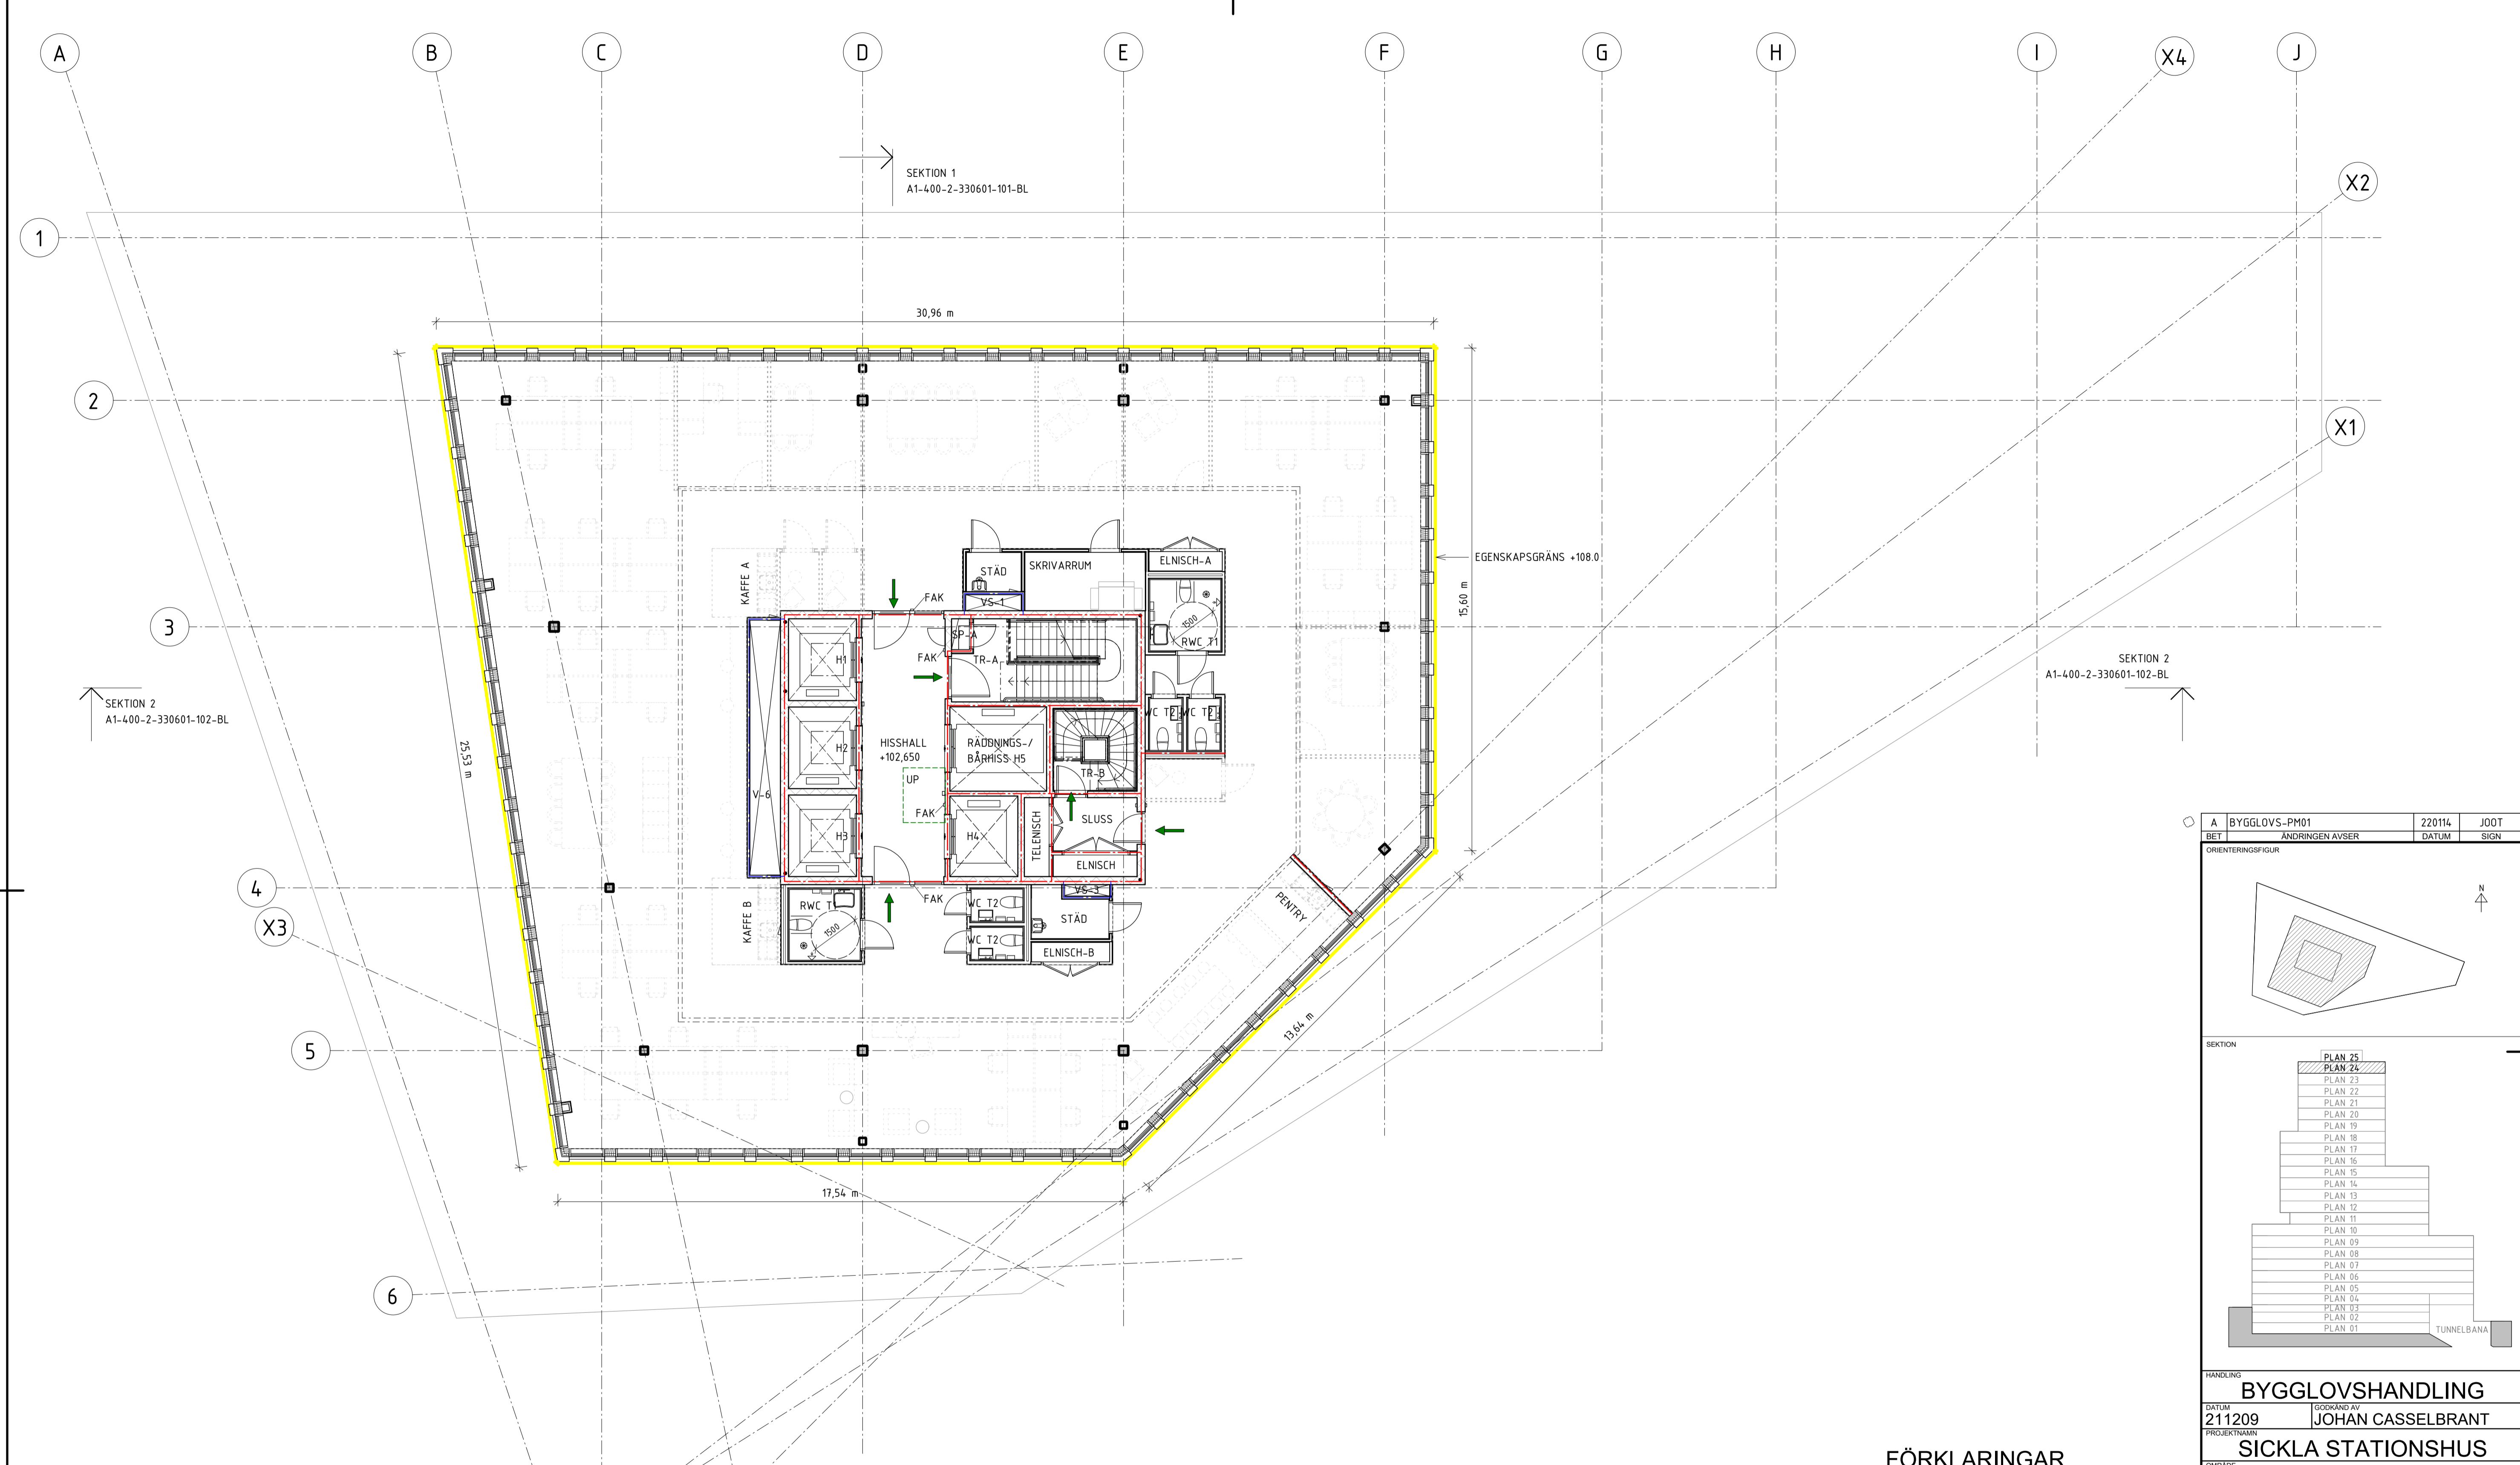 A B C D E F G H I X4 J
X2
X1
1
2
3
4
X3
5
6
SEKTION 1
A1-400-2-330601-101-BL
30,96 m
EGENSKAPSGRÄNS +108.0
15,60 m
SEKTION 2
A1-400-2-330601-102-BL
SEKTION 2
A1-400-2-330601-102-BL
25,53 m
13,64 m
17,54 m
KAFFE A
KAFFE B
STÄD
SKRIVARRUM
ELNISCH-A
VS-1
FAK
SP-A
FAK
TR-A
1500
RWC T1
H1
H2
H3
V-6
HISSHALL
+102,650
UP
FAK
RÄDDNINGS-/
BÅRHISS H5
TR-B
WC T2
WC T2
H4
TELENISCH
SLUSS
ELNISCH
VS-3
FAK
RWC T1
1500
WC T2
WC T2
STÄD
ELNISCH-B
PENTRY
A BYGGLOVS-PM01 220114 JOOT
BET ÄNDRINGEN AVSER DATUM SIGN
ORIENTERINGSFIGUR
N
SEKTION
PLAN 25
PLAN 24
PLAN 23
PLAN 22
PLAN 21
PLAN 20
PLAN 19
PLAN 18
PLAN 17
PLAN 16
PLAN 15
PLAN 14
PLAN 13
PLAN 12
PLAN 11
PLAN 10
PLAN 09
PLAN 08
PLAN 07
PLAN 06
PLAN 05
PLAN 04
PLAN 03
PLAN 02
PLAN 01
TUNNELBANA
HANDLING
BYGGLOVSHANDLING
DATUM
211209
GODKÄND AV
JOHAN CASSELBRANT
PROJEKTNAMN
SICKLA STATIONSHUS
OMRÅDE
FÖRKLARINGAR